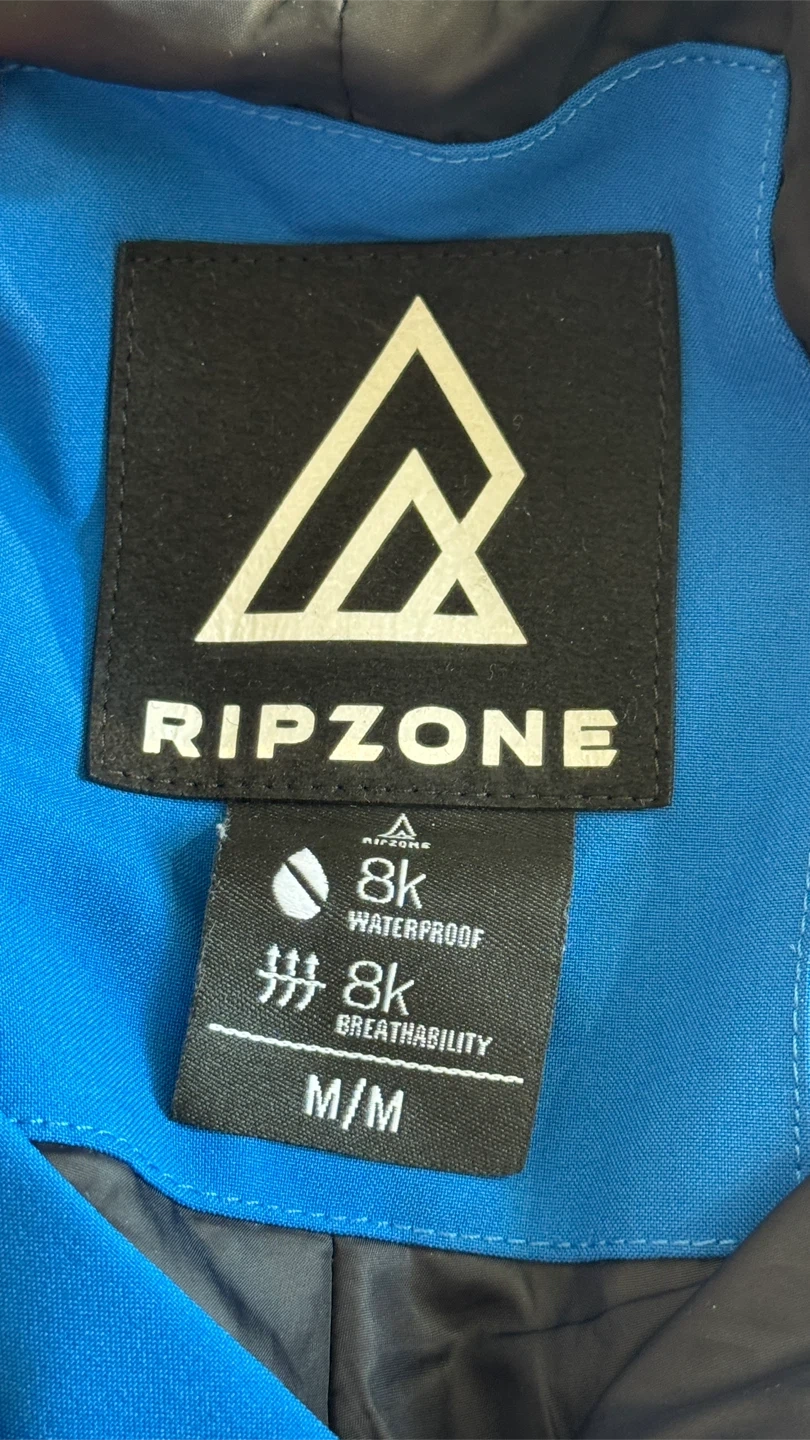 RIPZONE
RIPZONE
8k
WATERPROOF
8k
BREATHABILITY
M/M